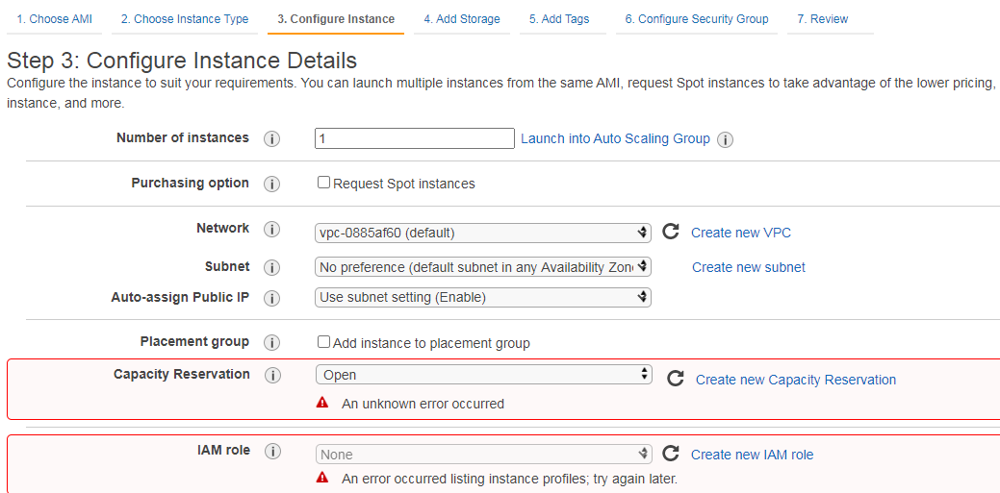 1. Choose AMI 2. Choose Instance Type 3. Configure Instance 4. Add Storage 5. Add Tags 6. Configure Security Group 7. Review
Step 3: Configure Instance Details
Configure the instance to suit your requirements. You can launch multiple instances from the same AMI, request Spot instances to take advantage of the lower pricing,
instance, and more.
Number of instances i 1 Launch into Auto Scaling Group i
Purchasing option i Request Spot instances
Network i vpc-0885af60 (default) Create new VPC
Subnet i No preference (default subnet in any Availability Zon Create new subnet
Auto-assign Public IP i Use subnet setting (Enable)
Placement group i Add instance to placement group
Capacity Reservation i Open Create new Capacity Reservation
An unknown error occurred
IAM role i None Create new IAM role
An error occurred listing instance profiles; try again later.